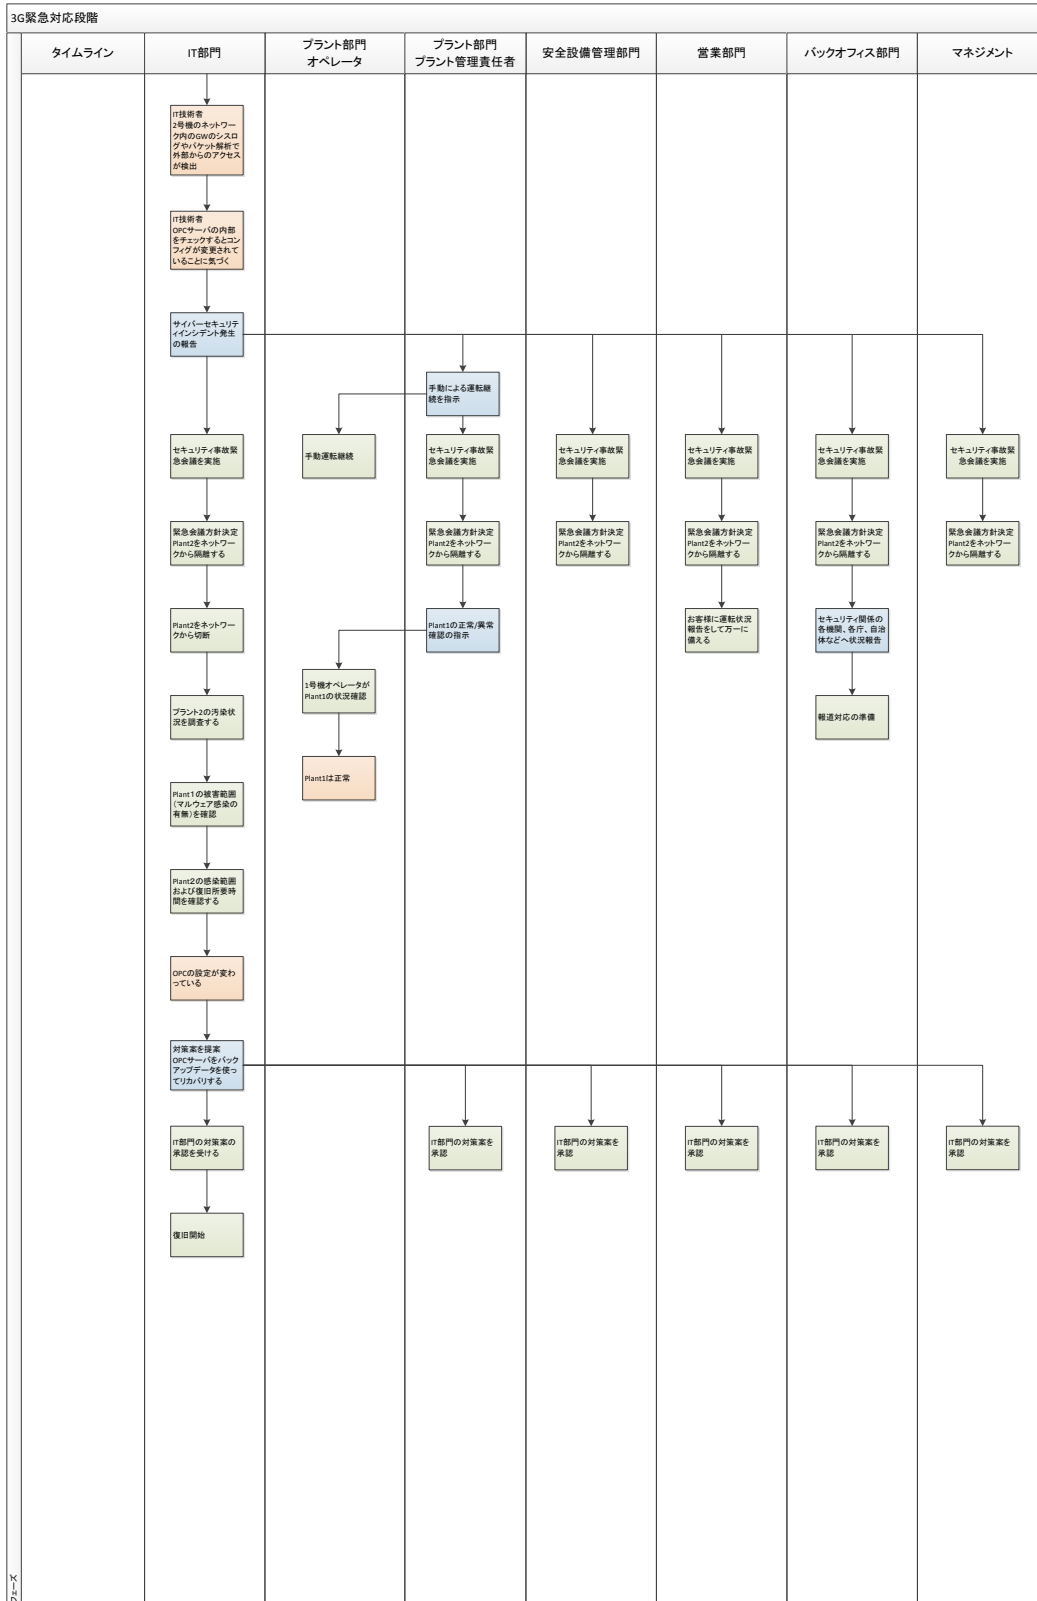 3G緊急対応段階
タイムライン
IT部門
プラント部門
オペレータ
プラント部門
プラント管理責任者
安全設備管理部門
営業部門
バックオフィス部門
マネジメント
IT技術者
2号機のネットワー
ク内のGWのシスロ
グやパケット解析で
外部からのアクセス
が検出
IT技術者
OPCサーバの内部
をチェックするとコン
フィグが変更されて
いることに気づく
サイバーセキュリテ
ィインシデント発生
の報告
手動による運転継
続を指示
セキュリティ事故緊
急会議を実施
手動運転継続
セキュリティ事故緊
急会議を実施
セキュリティ事故緊
急会議を実施
セキュリティ事故緊
急会議を実施
セキュリティ事故緊
急会議を実施
セキュリティ事故緊
急会議を実施
緊急会議方針決定
Plant2をネットワー
クから隔離する
緊急会議方針決定
Plant2をネットワー
クから隔離する
緊急会議方針決定
Plant2をネットワー
クから隔離する
緊急会議方針決定
Plant2をネットワー
クから隔離する
緊急会議方針決定
Plant2をネットワー
クから隔離する
緊急会議方針決定
Plant2をネットワー
クから隔離する
Plant2をネットワー
クから切断
Plant1の正常/異常
確認の指示
お客様に運転状況
報告をして万一に
備える
セキュリティ関係の
各機関、各庁、自治
体などへ状況報告
1号機オペレータが
Plant1の状況確認
プラント2の汚染状
況を調査する
報道対応の準備
Plant1は正常
Plant1の被害範囲
(マルウェア感染の
有無)を確認
Plant2の感染範囲
および復旧所要時
間を確認する
OPCの設定が変わ
っている
対策案を提案
OPCサーバをバック
アップデータを使っ
てリカバリする
IT部門の対策案の
承認を受ける
IT部門の対策案を
承認
IT部門の対策案を
承認
IT部門の対策案を
承認
IT部門の対策案を
承認
IT部門の対策案を
承認
復旧開始
フェーズ